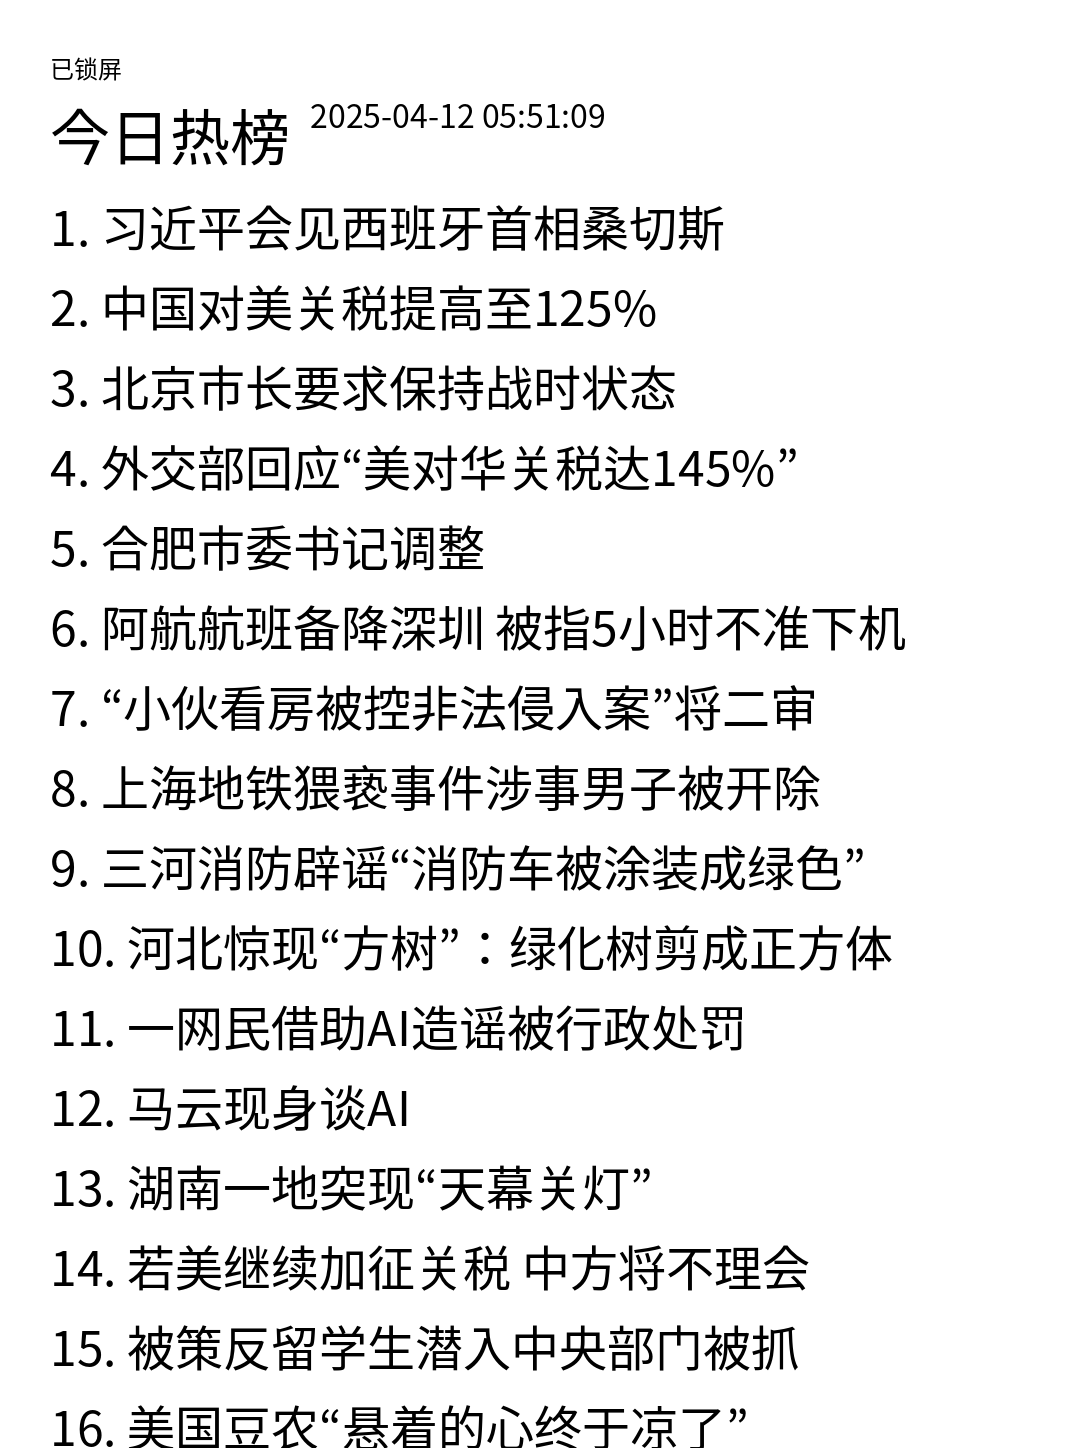 已锁屏
今日热榜 2025-04-12 05:51:09
1. 习近平会见西班牙首相桑切斯
2. 中国对美关税提高至125%
3. 北京市长要求保持战时状态
4. 外交部回应“美对华关税达145%”
5. 合肥市委书记调整
6. 阿航航班备降深圳 被指5小时不准下机
7. “小伙看房被控非法侵入案”将二审
8. 上海地铁猥亵事件涉事男子被开除
9. 三河消防辟谣“消防车被涂装成绿色”
10. 河北惊现“方树”：绿化树剪成正方体
11. 一网民借助AI造谣被行政处罚
12. 马云现身谈AI
13. 湖南一地突现“天幕关灯”
14. 若美继续加征关税 中方将不理会
15. 被策反留学生潜入中央部门被抓
16. 美国豆农“悬着的心终于凉了”